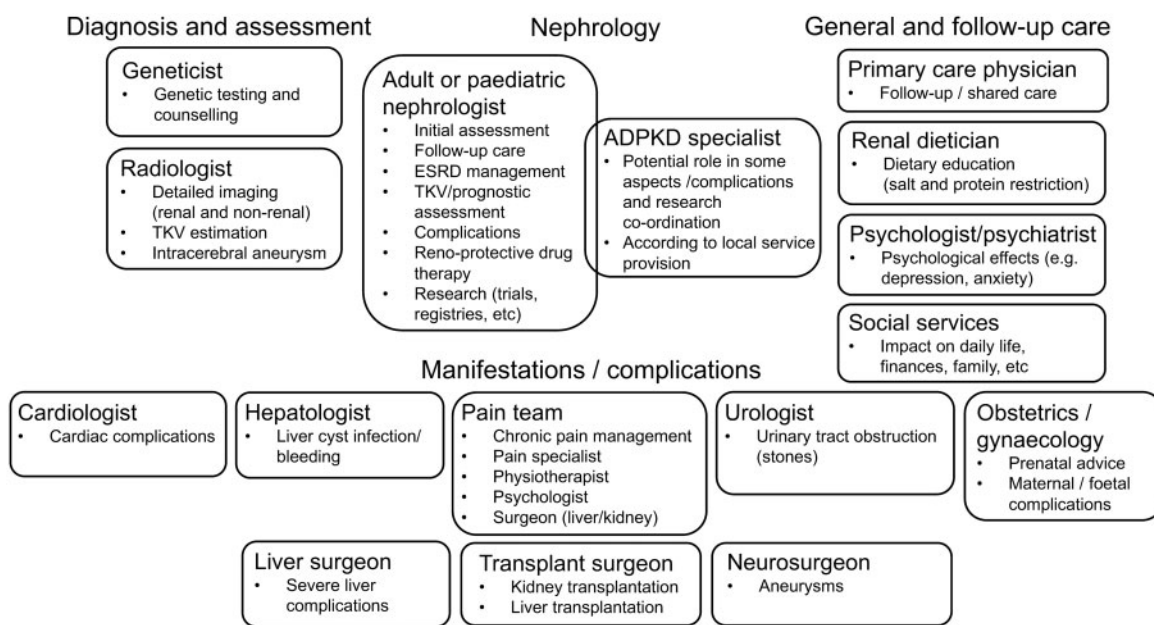 Diagnosis and assessment
Geneticist
• Genetic testing and
counselling
Radiologist
• Detailed imaging
(renal and non-renal)
• TKV estimation
• Intracerebral aneurysm
Nephrology
Adult or paediatric
nephrologist
• Initial assessment
• Follow-up care
• ESRD management
• TKV/prognostic
assessment
• Complications
• Reno-protective drug
therapy
• Research (trials,
registries, etc)
ADPKD specialist
• Potential role in some
aspects /complications
and research
co-ordination
• According to local service
provision
General and follow-up care
Primary care physician
• Follow-up / shared care
Renal dietician
• Dietary education
(salt and protein restriction)
Psychologist/psychiatrist
• Psychological effects (e.g.
depression, anxiety)
Social services
• Impact on daily life,
finances, family, etc
Manifestations / complications
Cardiologist
• Cardiac complications
Hepatologist
• Liver cyst infection/
bleeding
Pain team
• Chronic pain management
• Pain specialist
• Physiotherapist
• Psychologist
• Surgeon (liver/kidney)
Urologist
• Urinary tract obstruction
(stones)
Obstetrics /
gynaecology
• Prenatal advice
• Maternal / foetal
complications
Liver surgeon
• Severe liver
complications
Transplant surgeon
• Kidney transplantation
• Liver transplantation
Neurosurgeon
• Aneurysms